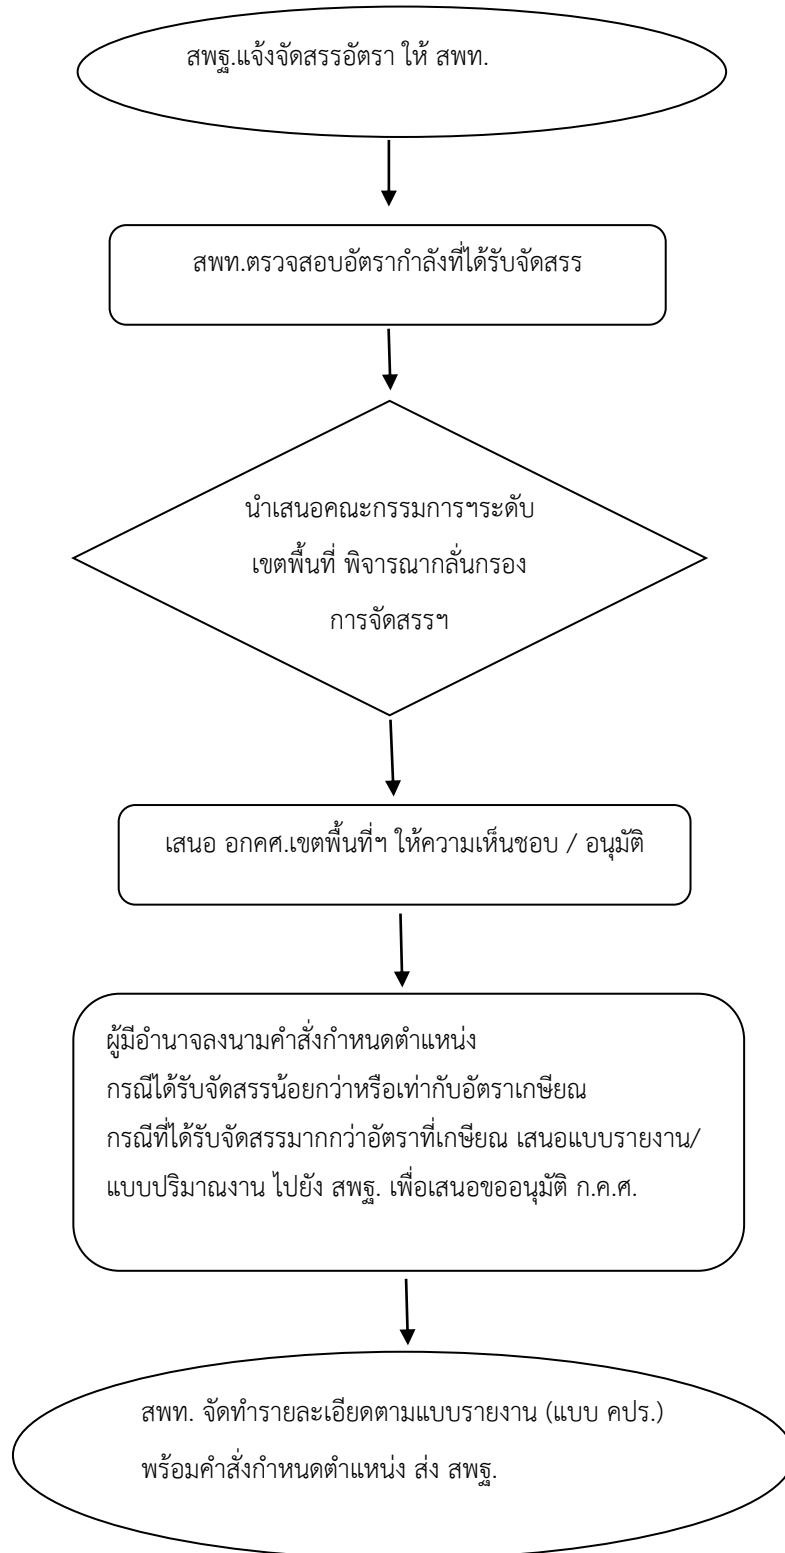 สพฐ.แจ้งจัดสรรอัตรา ให้ สพท.
สพท.ตรวจสอบอัตรากำลังที่ได้รับจัดสรร
นำเสนอคณะกรรมการฯระดับ
เขตพื้นที่ พิจารณากลั่นกรอง
การจัดสรรฯ
เสนอ อกคศ.เขตพื้นที่ฯ ให้ความเห็นชอบ / อนุมัติ
ผู้มีอำนาจลงนามคำสั่งกำหนดตำแหน่ง
กรณีได้รับจัดสรรน้อยกว่าหรือเท่ากับอัตราเกษียณ
กรณีที่ได้รับจัดสรรมากกว่าอัตราที่เกษียณ เสนอแบบรายงาน/
แบบปริมาณงาน ไปยัง สพฐ. เพื่อเสนอขออนุมัติ ก.ค.ศ.
สพท. จัดทำรายละเอียดตามแบบรายงาน (แบบ คปร.)
พร้อมคำสั่งกำหนดตำแหน่ง ส่ง สพฐ.